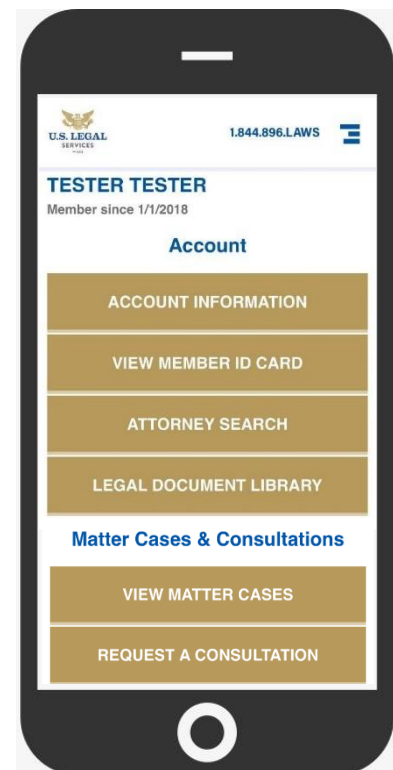 U.S. LEGAL
SERVICES
1.844.896.LAWS
TESTER TESTER
Member since 1/1/2018
Account
ACCOUNT INFORMATION
VIEW MEMBER ID CARD
ATTORNEY SEARCH
LEGAL DOCUMENT LIBRARY
Matter Cases & Consultations
VIEW MATTER CASES
REQUEST A CONSULTATION